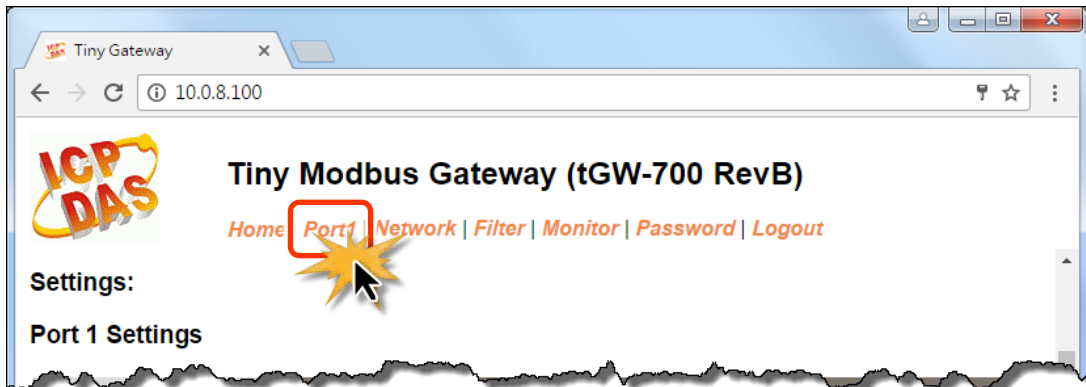 Tiny Gateway
10.0.8.100
ICP
DAS
Tiny Modbus Gateway (tGW-700 RevB)
Home | Port1 | Network | Filter | Monitor | Password | Logout
Settings:
Port 1 Settings